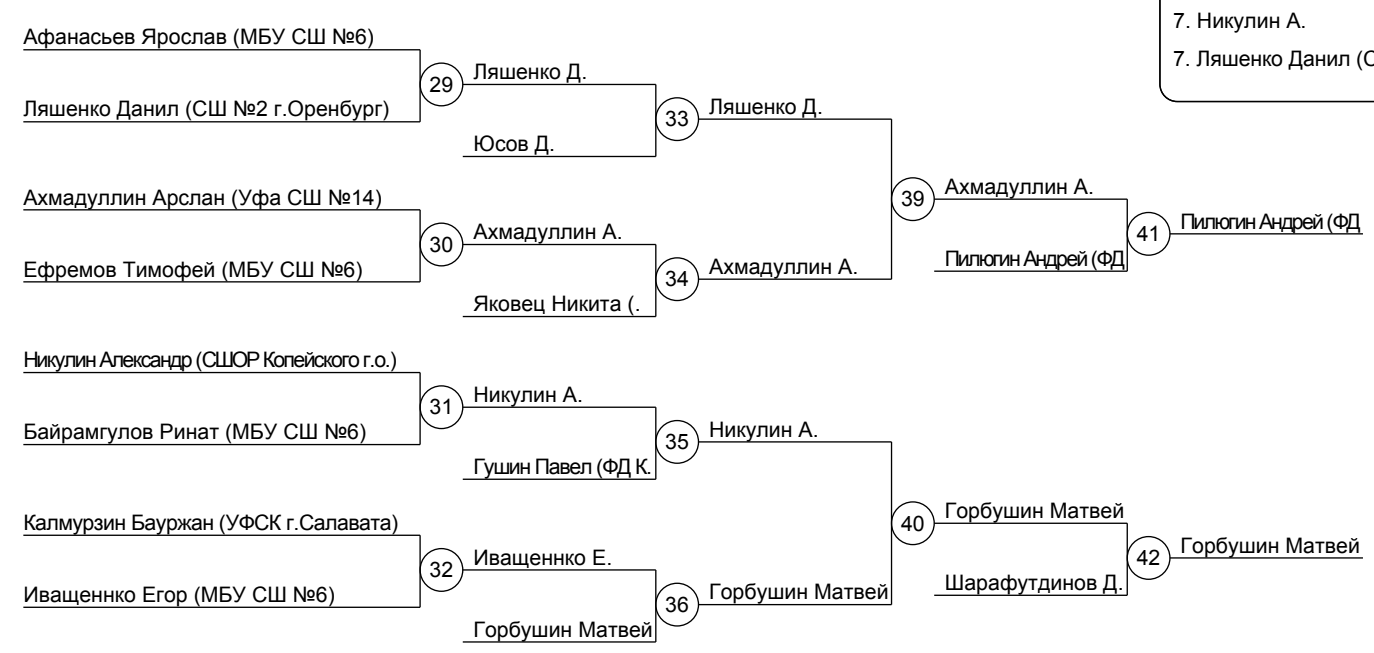 7. Никулин А.
7. Ляшенко Данил (С
Афанасьев Ярослав (МБУ СШ №6)
29
Ляшенко Д.
Ляшенко Данил (СШ №2 г.Оренбург)
33
Ляшенко Д.
Юсов Д.
Ахмадуллин Арслан (Уфа СШ №14)
39
Ахмадуллин А.
30
Ахмадуллин А.
41
Пилюгин Андрей (ФД
Ефремов Тимофей (МБУ СШ №6)
34
Ахмадуллин А.
Пилюгин Андрей (ФД
Яковец Никита (.
Никулин Александр (СШОР Копейского г.о.)
31
Никулин А.
Байрамгулов Ринат (МБУ СШ №6)
35
Никулин А.
Гушин Павел (ФД К.
Калмурзин Бауржан (УФСК г.Салавата)
40
Горбушин Матвей
32
Иващеннко Е.
42
Горбушин Матвей
Иващеннко Егор (МБУ СШ №6)
36
Горбушин Матвей
Шарафутдинов Д.
Горбушин Матвей